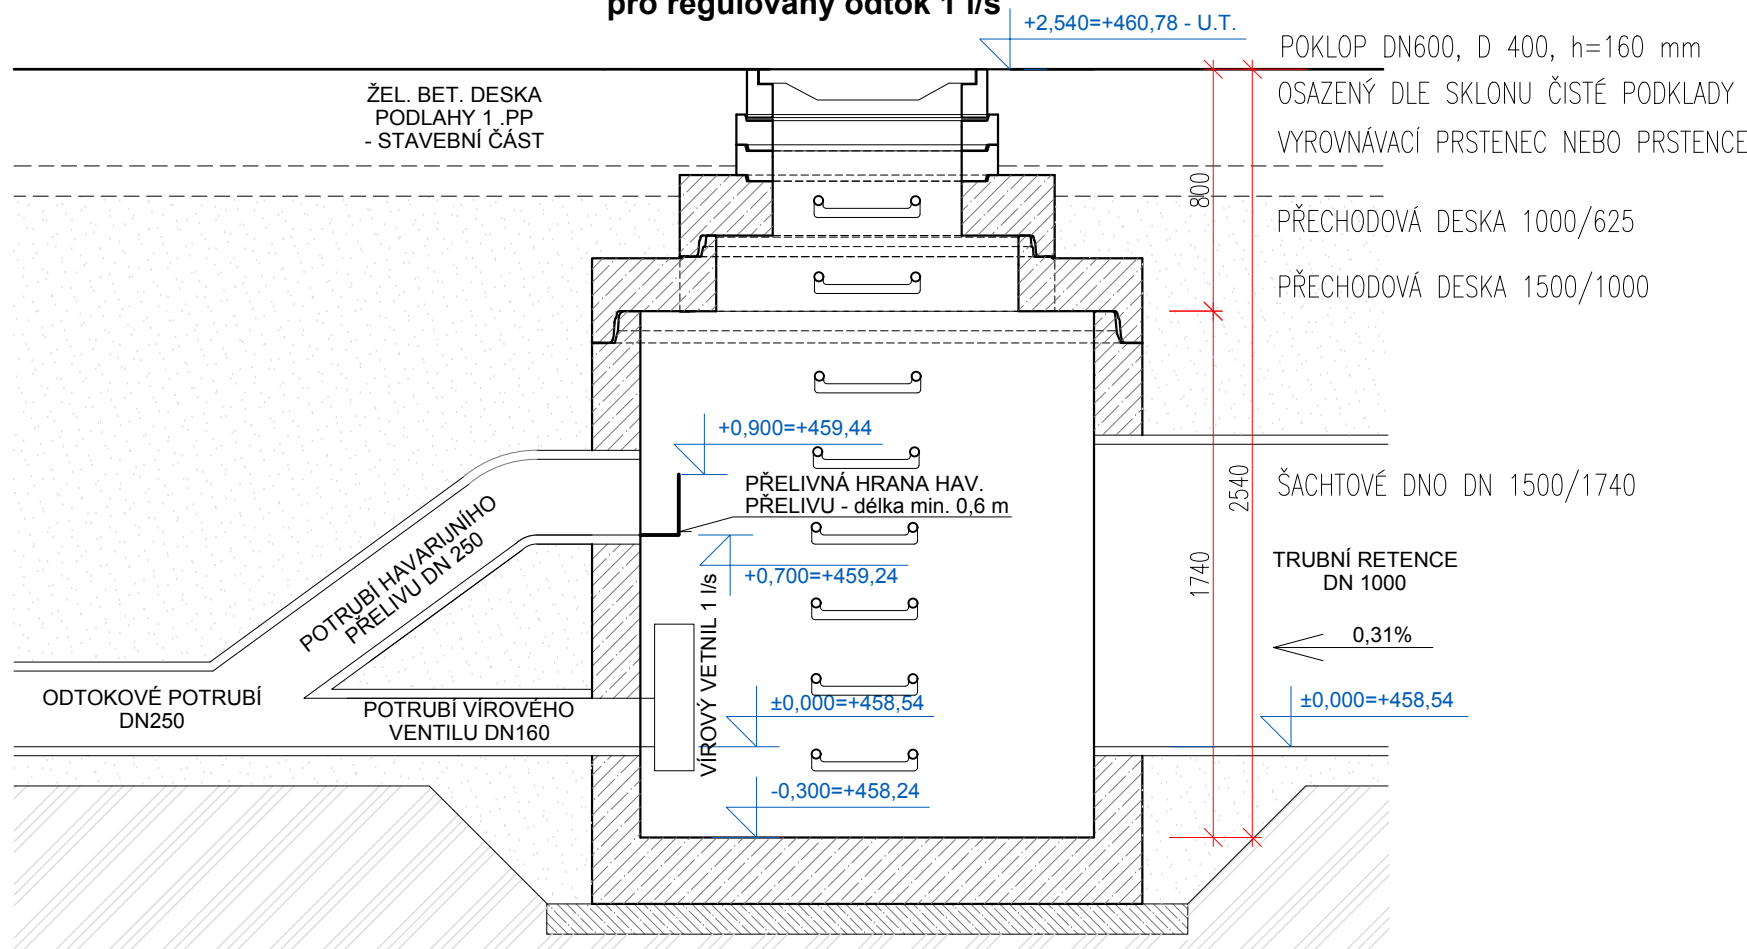 pro regulovaný odtok 1 l/s
+2,540=+460,78 - U.T.
POKLOP DN600, D 400, h=160 mm
OSAZENÝ DLE SKLONU ČISTÉ PODKLADY
VYROVNÁVACÍ PRSTENEC NEBO PRSTENCE
ŽEL. BET. DESKA
PODLAHY 1 .PP
- STAVEBNÍ ČÁST
800
PŘECHODOVÁ DESKA 1000/625
PŘECHODOVÁ DESKA 1500/1000
+0,900=+459,44
PŘELIVNÁ HRANA HAV.
PŘELIVU - délka min. 0,6 m
2540
ŠACHTOVÉ DNO DN 1500/1740
POTRUBÍ HAVARIJNÍHO
PŘELIVU DN 250
+0,700=+459,24
1740
TRUBNÍ RETENCE
DN 1000
0,31%
VÍROVÝ VETNIL 1 l/s
ODTOKOVÉ POTRUBÍ
DN250
POTRUBÍ VÍROVÉHO
VENTILU DN160
±0,000=+458,54
±0,000=+458,54
-0,300=+458,24